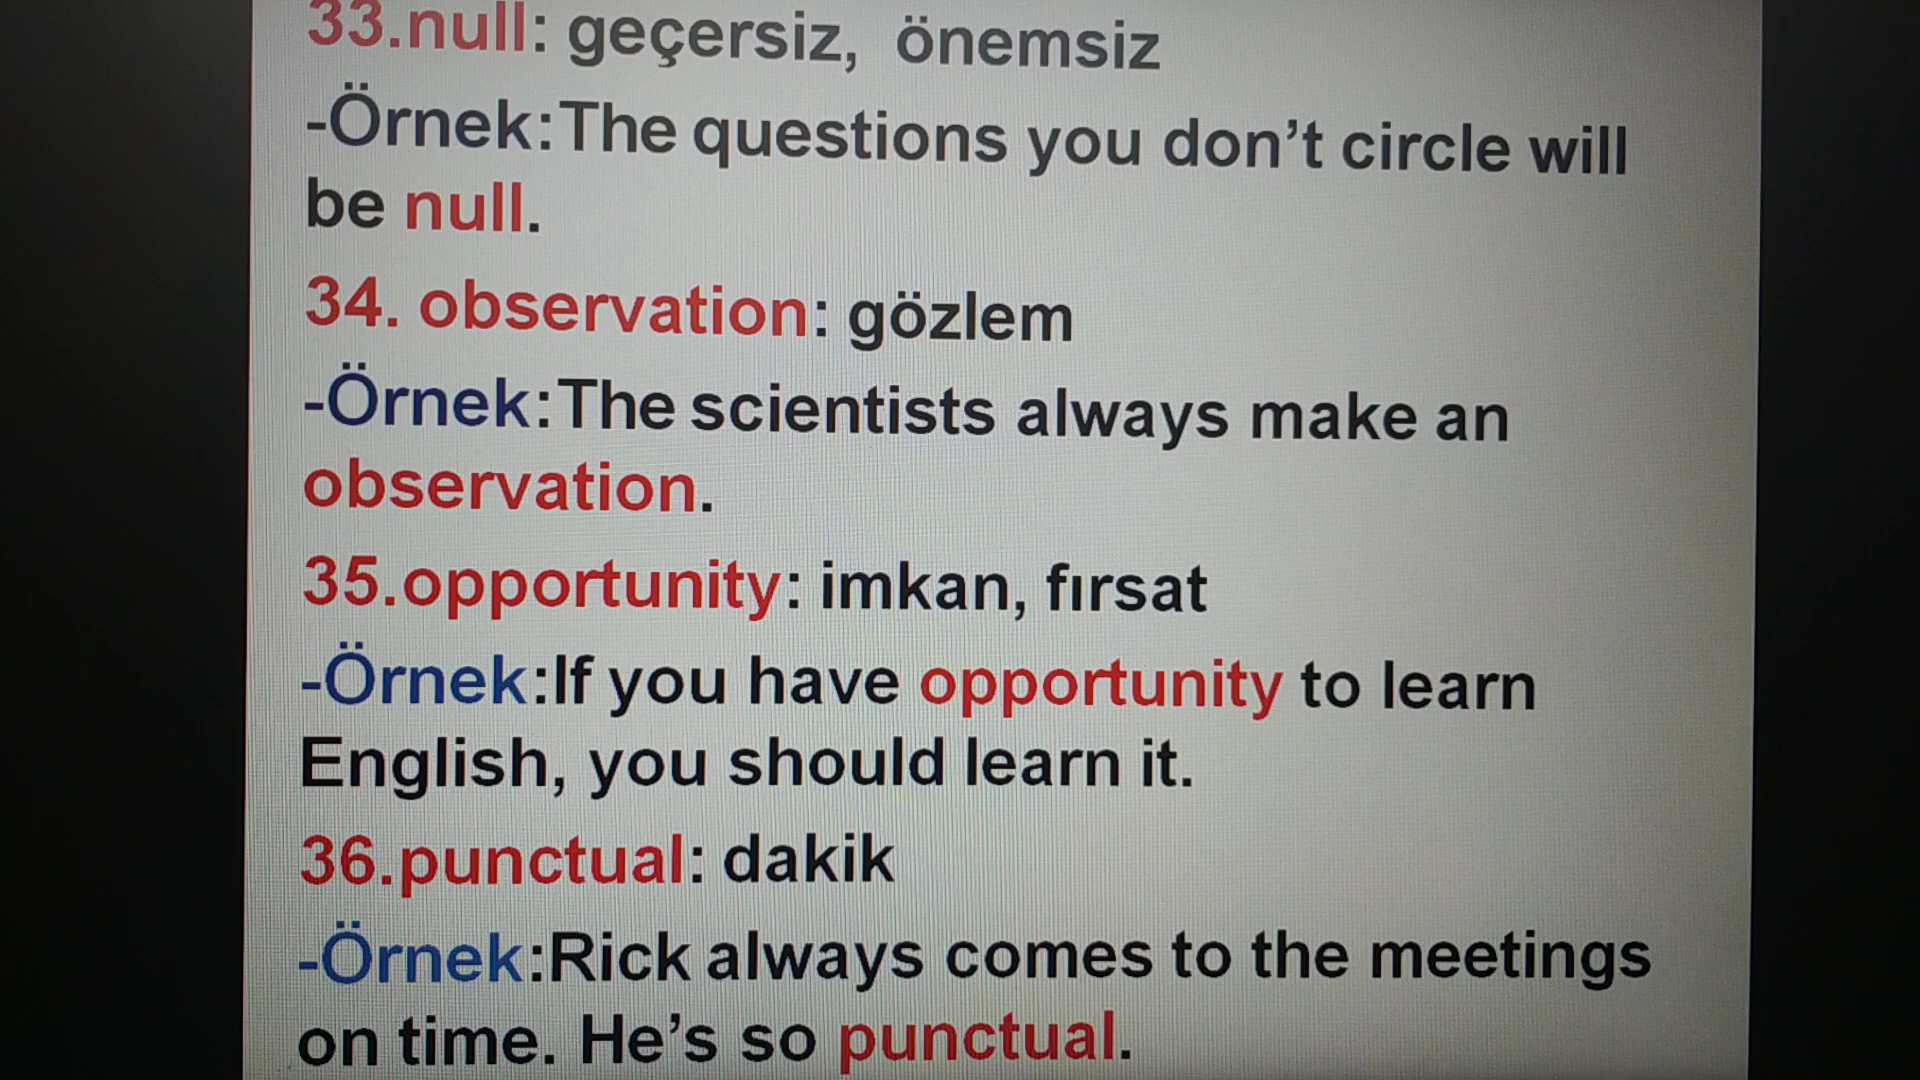 33.null: geçersiz, önemsiz
-Örnek:The questions you don't circle will
be null.
34. observation: gözlem
-Örnek:The scientists always make an
observation.
35.opportunity: imkan, fırsat
-Örnek:If you have opportunity to learn
English, you should learn it.
36.punctual: dakik
-Örnek:Rick always comes to the meetings
on time. He's so punctual.